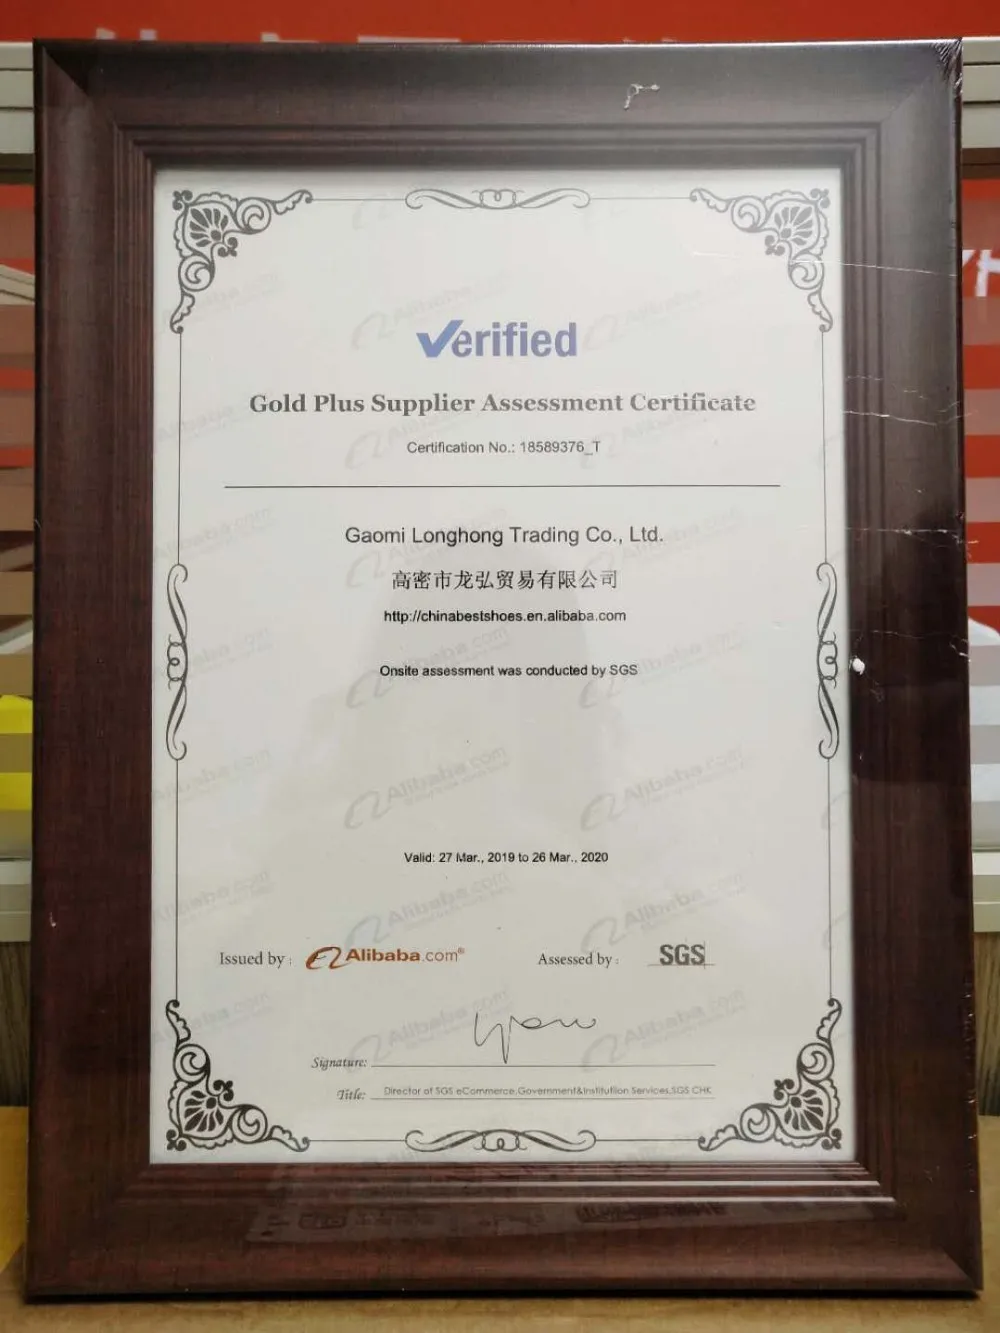 Verified
Gold Plus Supplier Assessment Certificate
Certification No.: 18589376_T
Gaomi Longhong Trading Co., Ltd.
高密市龙弘贸易有限公司
http://chinabestshoes.en.alibaba.com
Onsite assessment was conducted by SGS
Valid: 27 Mar., 2019 to 26 Mar., 2020
Issued by : Alibaba.com® Assessed by : SGS
Signature:
Title: Director of SGS eCommerce,Government&Institution Services,SGS CHK